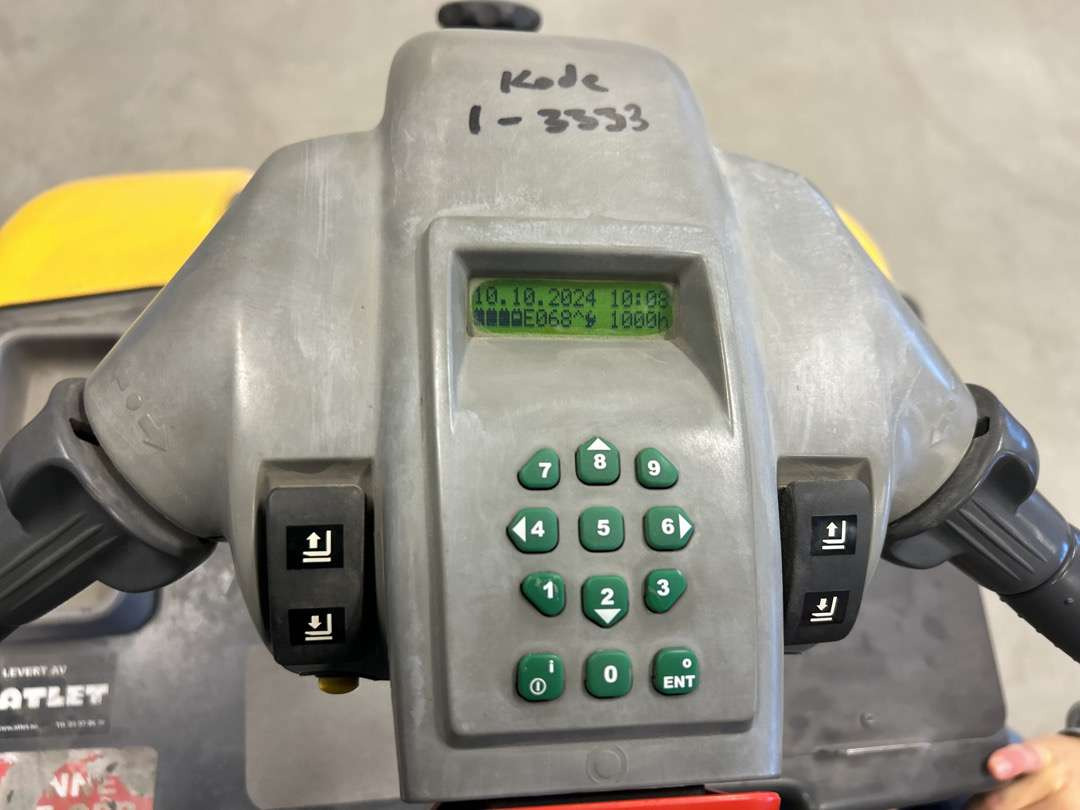 Kode
1-3333
10.10.2024 10:08
E068^ 1000h
7 8 9
4 5 6
1 2 3
i 0 o
ENT
LEVERT AV
ATLET